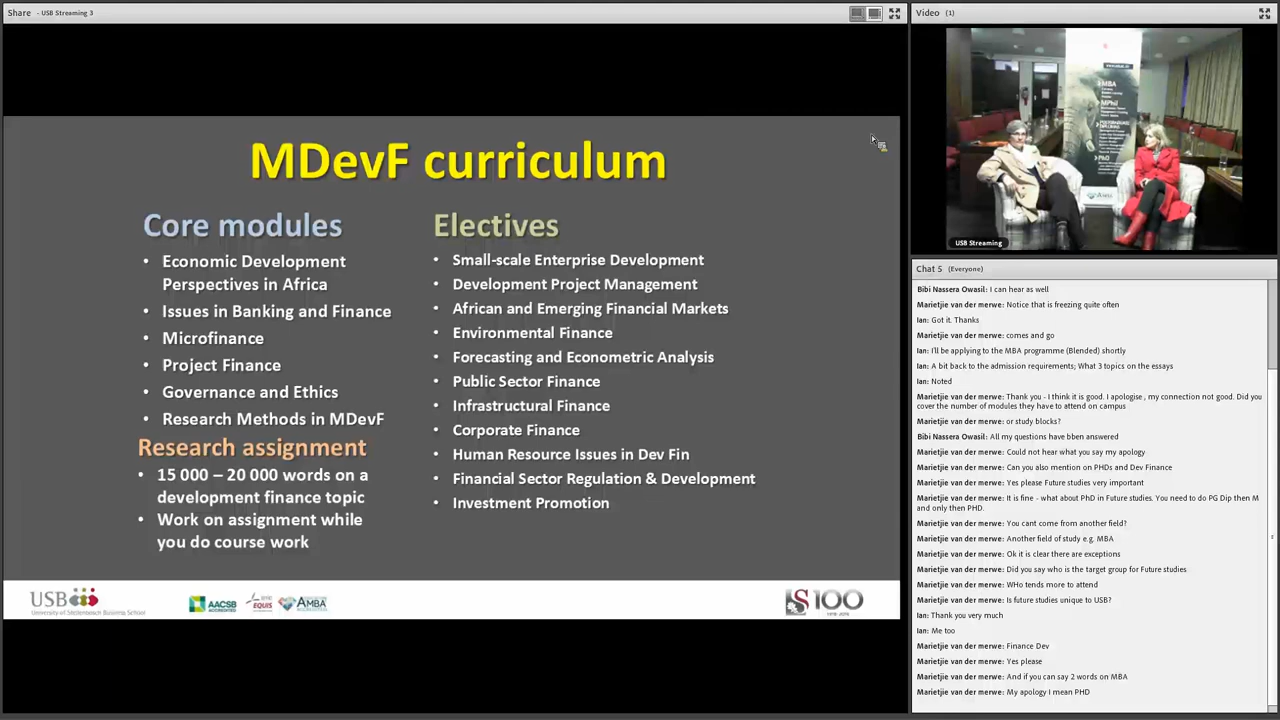 Share - USB Streaming 3
MDevF curriculum
Core modules
• Economic Development
Perspectives in Africa
• Issues in Banking and Finance
• Microfinance
• Project Finance
• Governance and Ethics
• Research Methods in MDevF
Research assignment
• 15 000 – 20 000 words on a
development finance topic
• Work on assignment while
you do course work
Electives
• Small-scale Enterprise Development
• Development Project Management
• African and Emerging Financial Markets
• Environmental Finance
• Forecasting and Econometric Analysis
• Public Sector Finance
• Infrastructural Finance
• Corporate Finance
• Human Resource Issues in Dev Fin
• Financial Sector Regulation & Development
• Investment Promotion
USB
University of Stellenbosch Business School
AACSB
ACCREDITED
EQUIS
AMBA
100
Video (1)
MBA
MPhil
USB Streaming
Chat 5 (Everyone)
Bibi Nassera Owasil: I can hear as well
Marietjie van der merwe: Notice that is freezing quite often
Ian: Got it. Thanks
Marietjie van der merwe: comes and go
Ian: I'll be applying to the MBA programme (Blended) shortly
Ian: A bit back to the admission requirements; What 3 topics on the essays
Ian: Noted
Marietjie van der merwe: Thank you - I think it is good. I apologise , my connection not good. Did you
cover the number of modules they have to attend on campus
Marietjie van der merwe: or study blocks?
Bibi Nassera Owasil: All my questions have bben answered
Marietjie van der merwe: Could not hear what you say my apology
Marietjie van der merwe: Can you also mention on PHDs and Dev Finance
Marietjie van der merwe: Yes please Future studies very important
Marietjie van der merwe: It is fine - what about PhD in Future studies. You need to do PG Dip then M
and only then PHD.
Marietjie van der merwe: You cant come from another field?
Marietjie van der merwe: Another field of study e.g. MBA
Marietjie van der merwe: Ok it is clear there are exceptions
Marietjie van der merwe: Did you say who is the target group for Future studies
Marietjie van der merwe: WHo tends more to attend
Marietjie van der merwe: Is future studies unique to USB?
Ian: Thank you very much
Ian: Me too
Marietjie van der merwe: Finance Dev
Marietjie van der merwe: Yes please
Marietjie van der merwe: And if you can say 2 words on MBA
Marietjie van der merwe: My apology I mean PHD